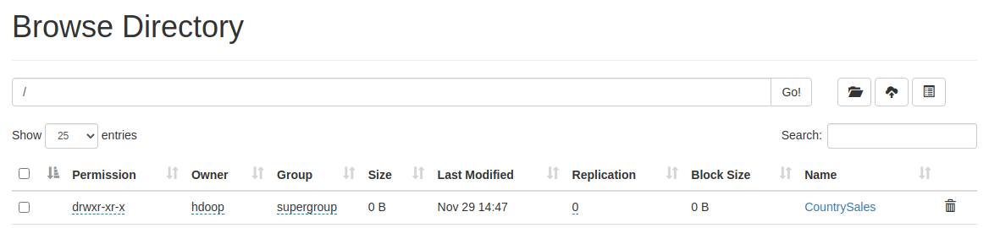 Browse Directory
/ Go!
Show 25 entries Search:
Permission Owner Group Size Last Modified Replication Block Size Name
drwxr-xr-x hdoop supergroup 0 B Nov 29 14:47 0 0 B CountrySales